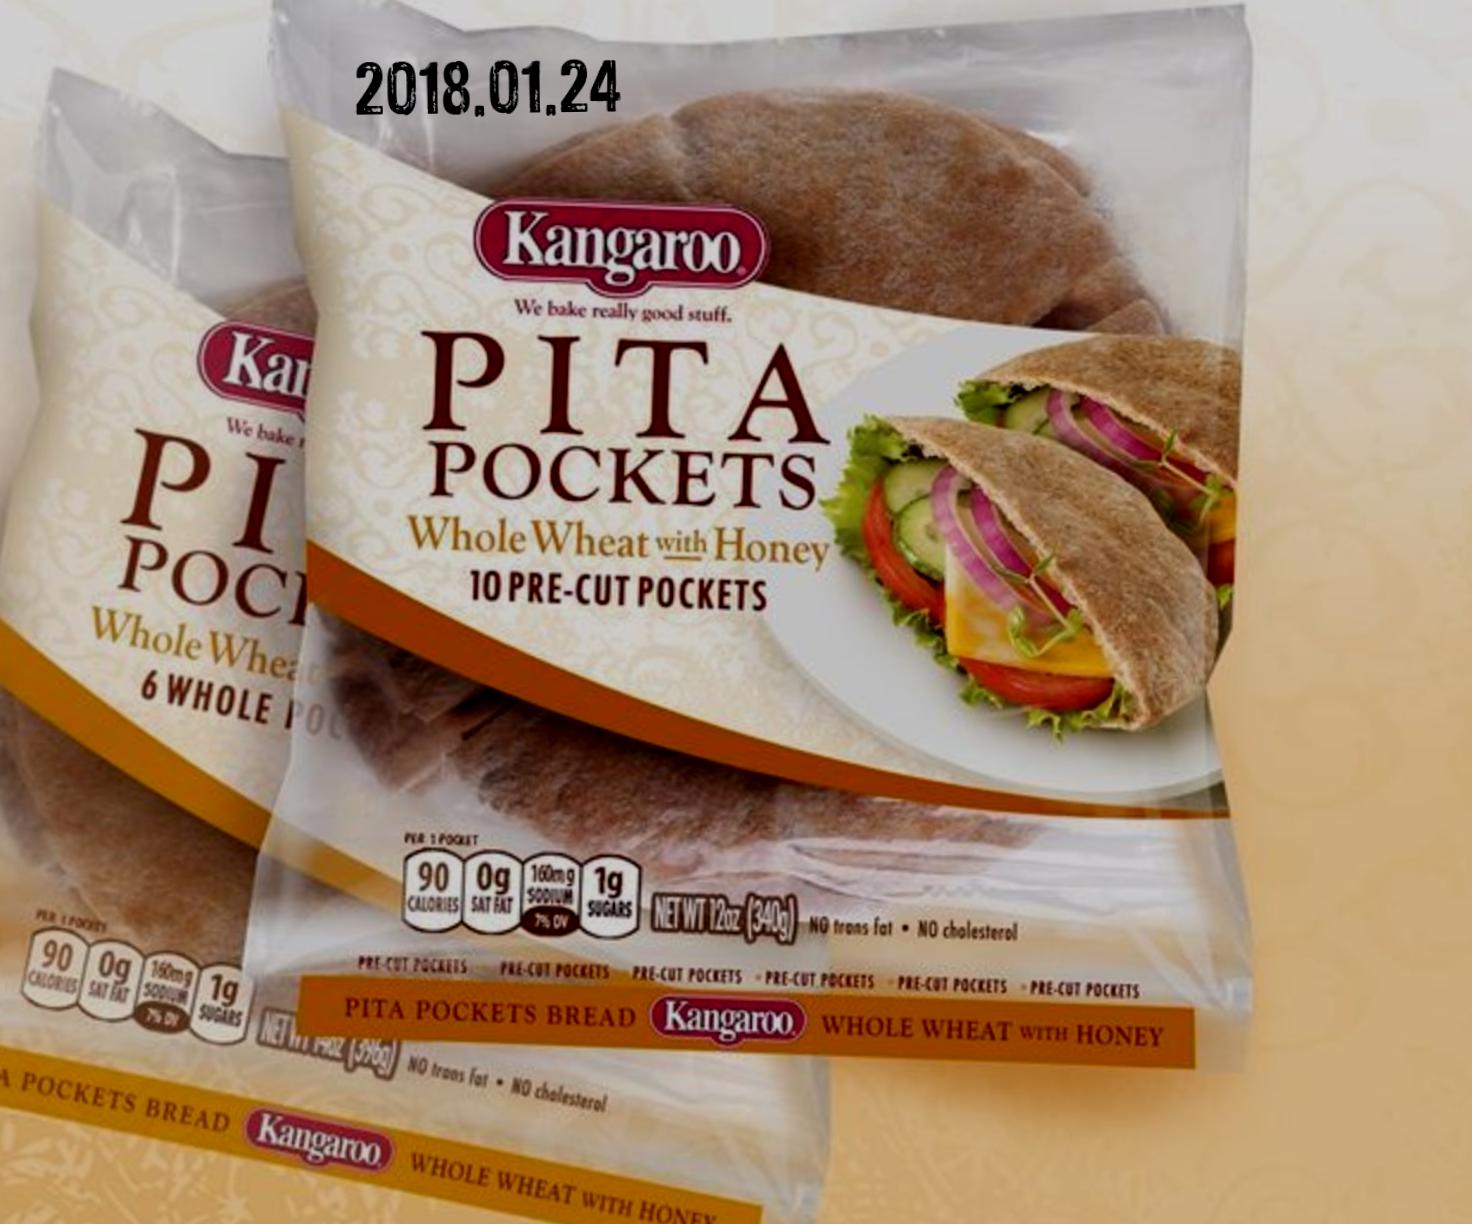 2018.01.24
Kangaroo
We bake really good stuff.
PITA
POCKETS
Whole Wheat with Honey
10 PRE-CUT POCKETS
PER 1 POCKET
90 CALORIES
0g SAT FAT
160mg SODIUM 7% DV
1g SUGARS
NET WT 12oz (340g)
NO trans fat • NO cholesterol
PRE-CUT POCKETS PRE-CUT POCKETS PRE-CUT POCKETS • PRE-CUT POCKETS • PRE-CUT POCKETS • PRE-CUT POCKETS
PITA POCKETS BREAD Kangaroo WHOLE WHEAT WITH HONEY
Kan
We bake
PI
POC
Whole Whea
6 WHOLE POC
PER 1 POCKET
90 CALORIES
0g SAT FAT
160mg SODIUM 7% DV
1g SUGARS
NET WT 14oz (396g)
NO trans fat • NO cholesterol
A POCKETS BREAD Kangaroo WHOLE WHEAT WITH HONEY